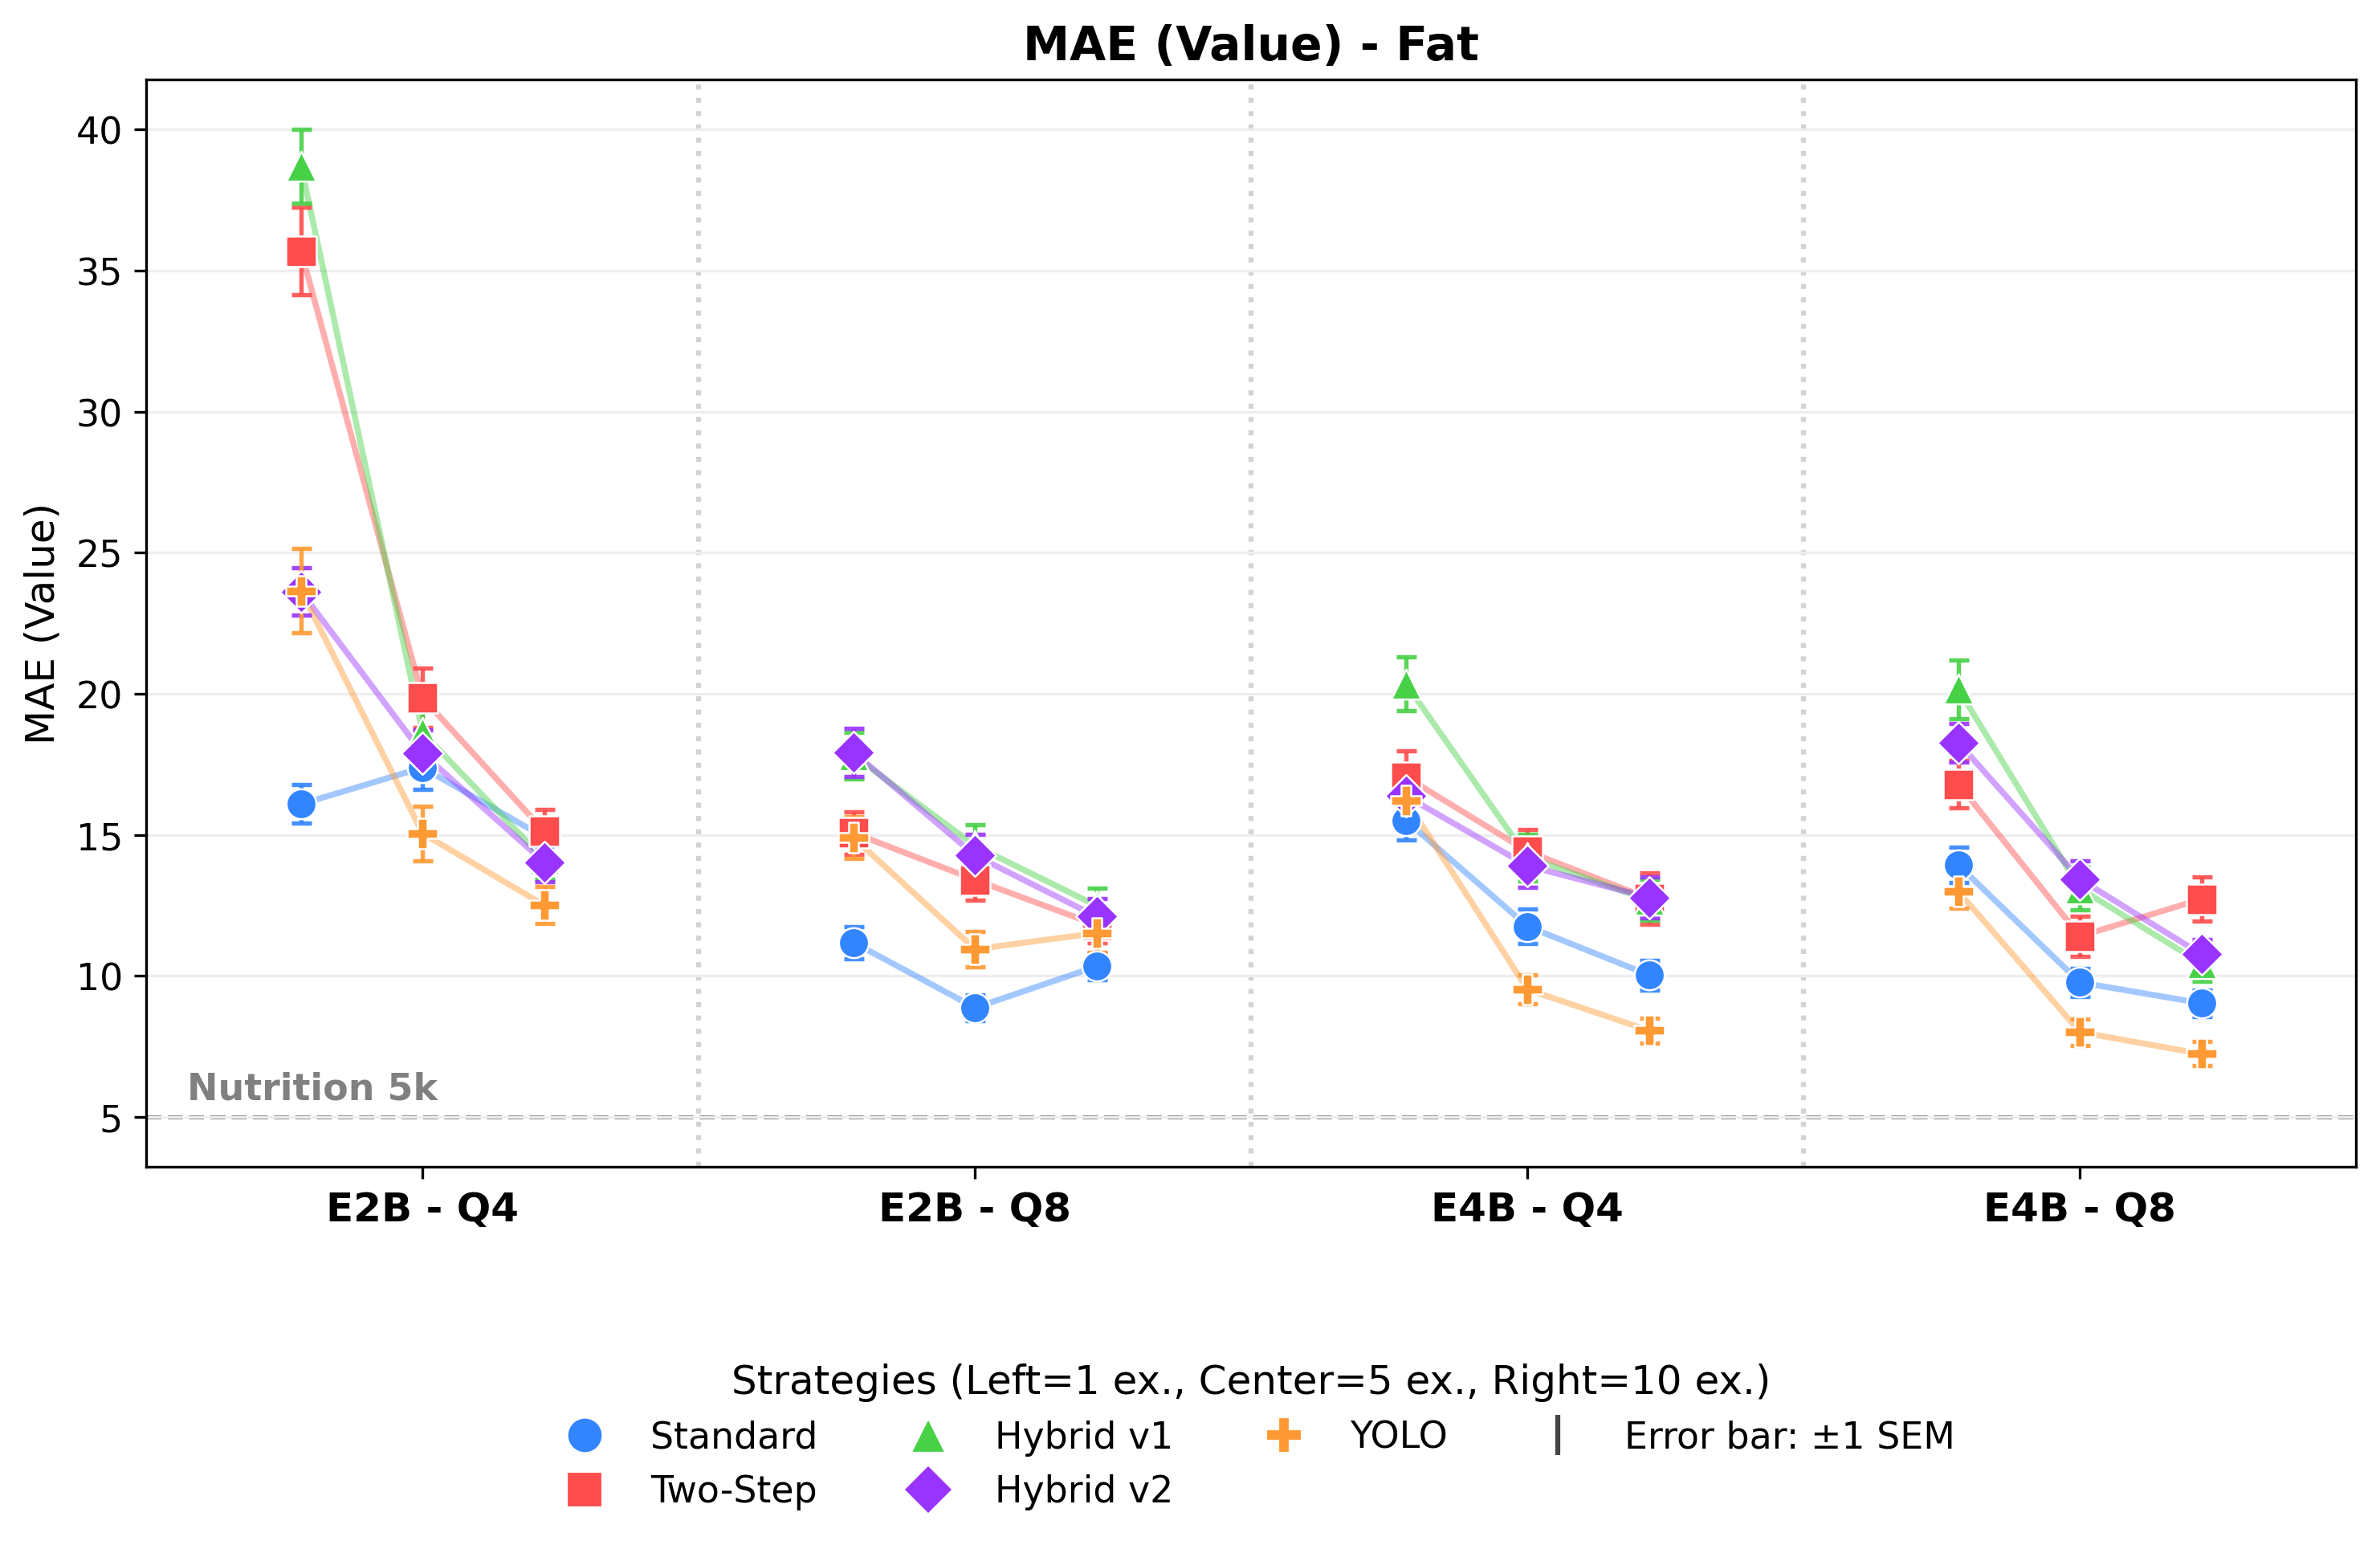 MAE (Value) - Fat
MAE (Value)
40
35
30
25
20
15
10
5
Nutrition 5k
E2B - Q4
E2B - Q8
E4B - Q4
E4B - Q8
Strategies (Left=1 ex., Center=5 ex., Right=10 ex.)
Standard
Hybrid v1
YOLO
Error bar: ±1 SEM
Two-Step
Hybrid v2